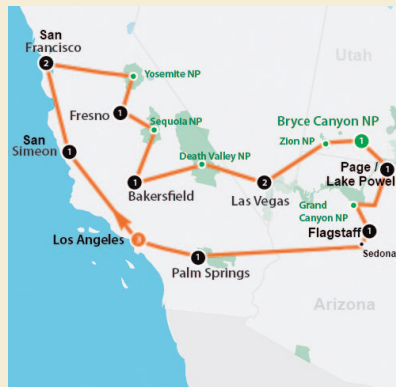 San
Francisco
2
Yosemite NP
Utah
Fresno
1
Sequoia NP
Bryce Canyon NP
Zion NP
1
San
Simeon
1
Death Valley NP
Page /
Lake Powel
1
1
Bakersfield
2
Las Vegas
Grand
Canyon NP
Los Angeles
3
Flagstaff
1
Sedona
1
Palm Springs
Arizona